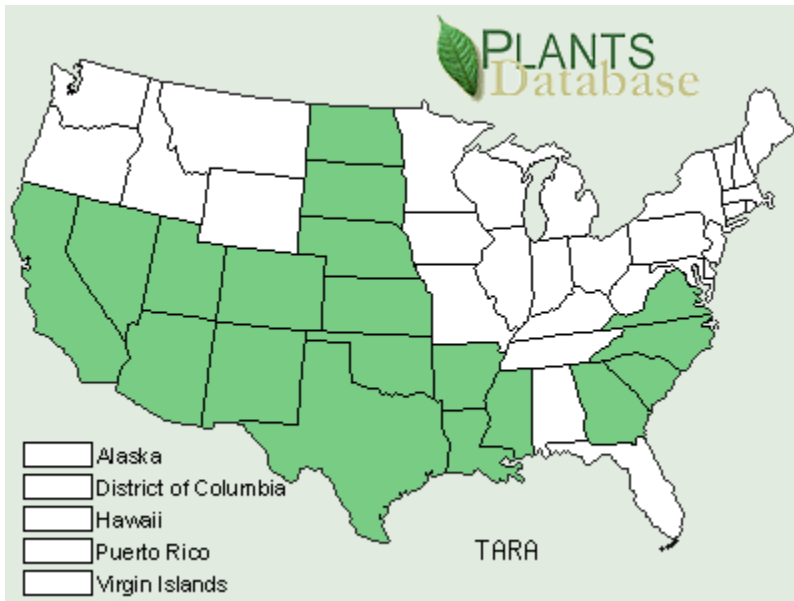 PLANTS
Database
Alaska
District of Columbia
Hawaii
Puerto Rico
Virgin Islands
TARA